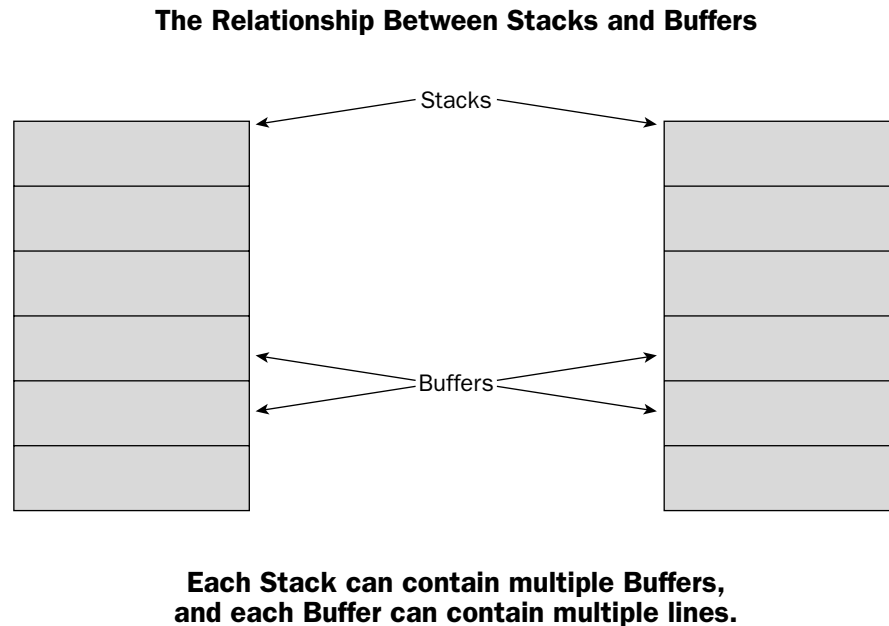 The Relationship Between Stacks and Buffers
Stacks
Buffers
Each Stack can contain multiple Buffers,
and each Buffer can contain multiple lines.